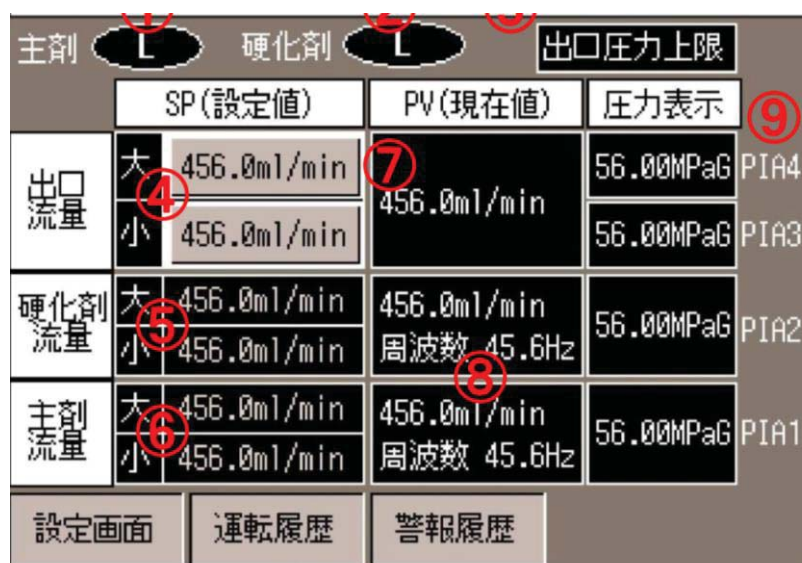 ① ② ③
主剤 L 硬化剤 L 出口圧力上限
SP(設定値) PV(現在値) 圧力表示 ⑨
出口流量 大 ④ 456.0ml/min ⑦ 456.0ml/min 56.00MPaG PIA4
小 456.0ml/min 56.00MPaG PIA3
硬化剤流量 大 ⑤ 456.0ml/min 456.0ml/min 56.00MPaG PIA2
小 456.0ml/min 周波数 45.6Hz
⑧
主剤流量 大 ⑥ 456.0ml/min 456.0ml/min 56.00MPaG PIA1
小 456.0ml/min 周波数 45.6Hz
設定画面 運転履歴 警報履歴